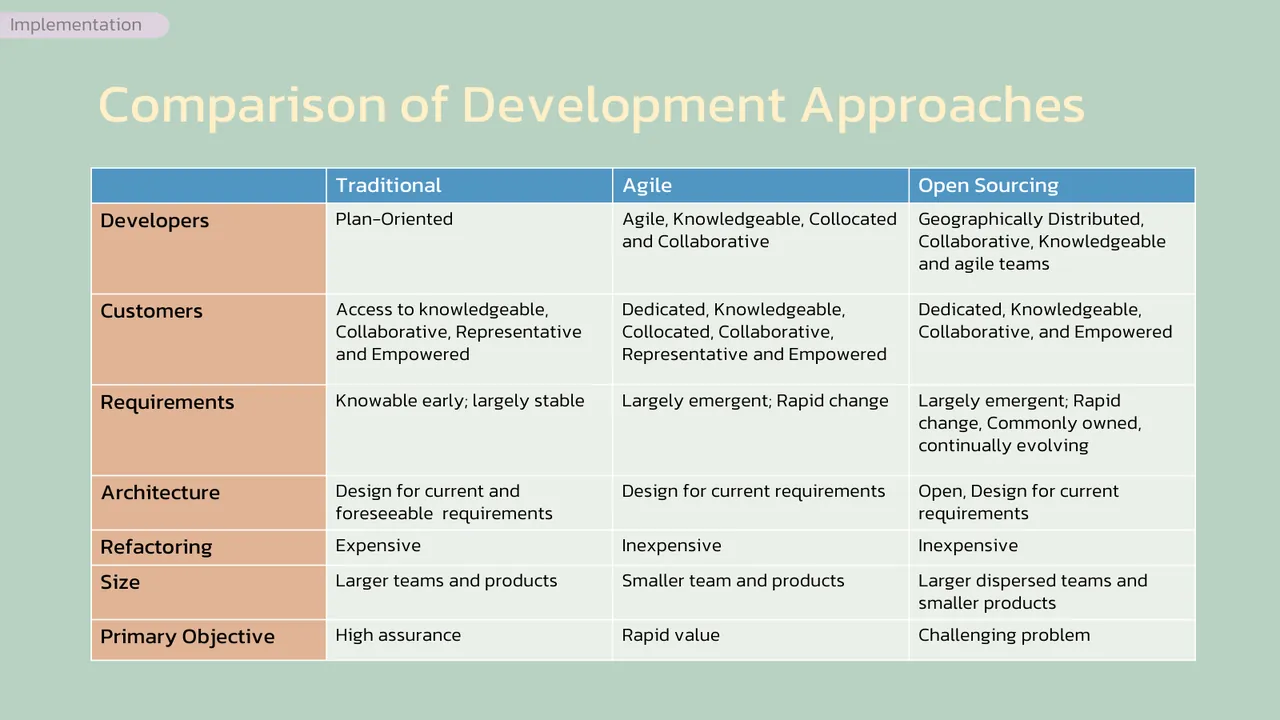 Implementation
Comparison of Development Approaches
Traditional
Agile
Open Sourcing
Developers
Plan-Oriented
Agile, Knowledgeable, Collocated
and Collaborative
Geographically Distributed,
Collaborative, Knowledgeable
and agile teams
Customers
Access to knowledgeable,
Collaborative, Representative
and Empowered
Dedicated, Knowledgeable,
Collocated, Collaborative,
Representative and Empowered
Dedicated, Knowledgeable,
Collaborative, and Empowered
Requirements
Knowable early; largely stable
Largely emergent; Rapid change
Largely emergent; Rapid
change, Commonly owned,
continually evolving
Architecture
Design for current and
foreseeable  requirements
Design for current requirements
Open, Design for current
requirements
Refactoring
Expensive
Inexpensive
Inexpensive
Size
Larger teams and products
Smaller team and products
Larger dispersed teams and
smaller products
Primary Objective
High assurance
Rapid value
Challenging problem